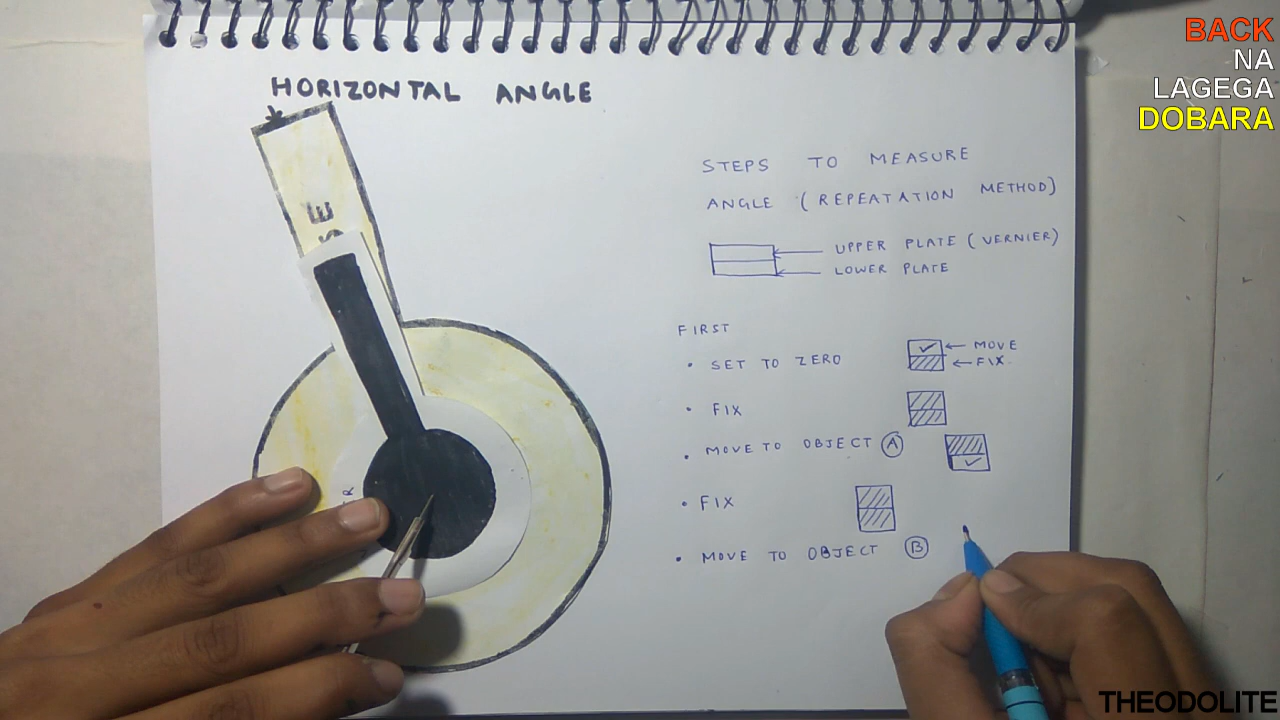 BACK
NA
LAGEGA
DOBARA
HORIZONTAL ANGLE
STEPS TO MEASURE
ANGLE (REPEATATION METHOD)
UPPER PLATE (VERNIER)
LOWER PLATE
FIRST
• SET TO ZERO
MOVE
FIX.
• FIX
• MOVE TO OBJECT A
• FIX
• MOVE TO OBJECT B
THEODOLITE